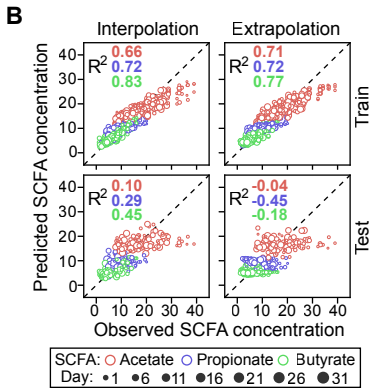 B
Interpolation Extrapolation
Predicted SCFA concentration
40
30
20
10
0
R² 0.66
0.72
0.83
R² 0.71
0.72
0.77
Train
40
30
20
10
0
R² 0.10
0.29
0.45
R² -0.04
-0.45
-0.18
Test
0 10 20 30 40 0 10 20 30 40
Observed SCFA concentration
SCFA: Acetate Propionate Butyrate
Day: 1 6 11 16 21 26 31